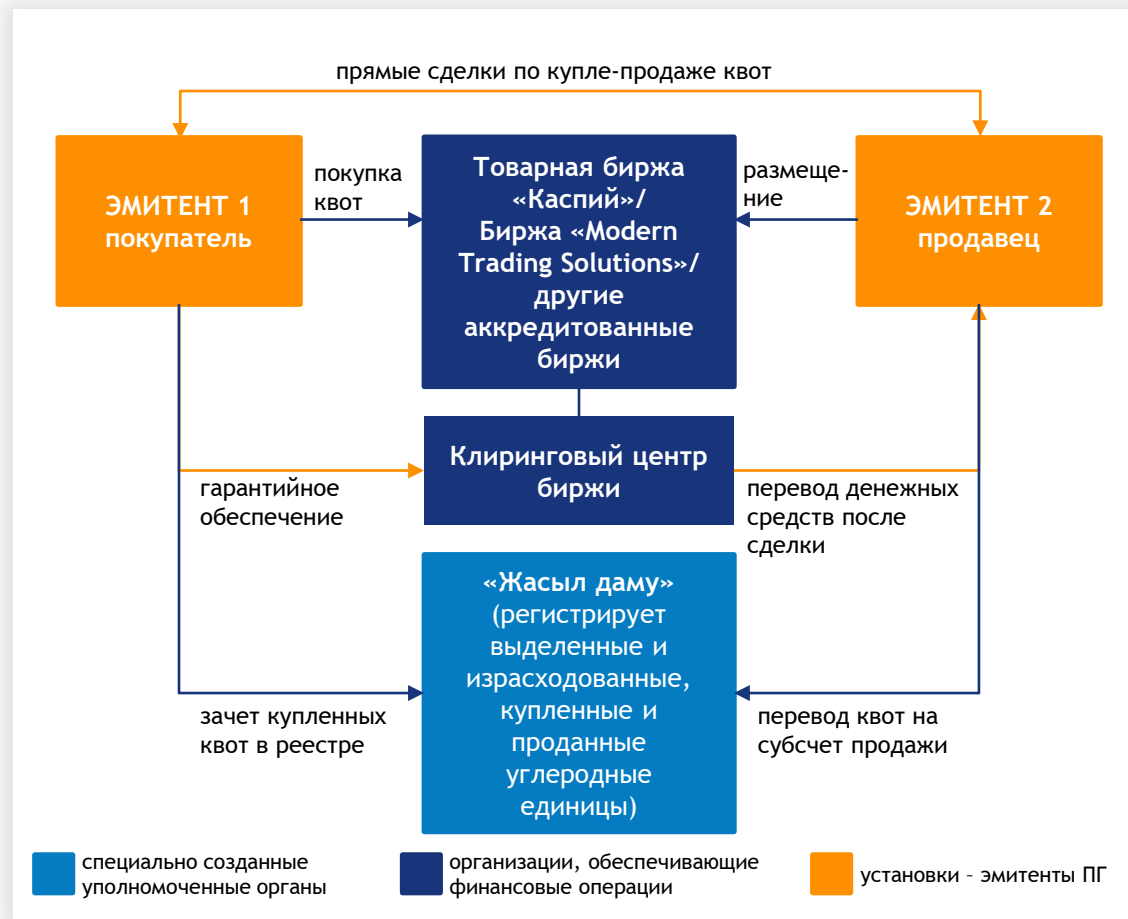 прямые сделки по купле-продаже квот
ЭМИТЕНТ 1
покупатель
покупка
квот
Товарная биржа
«Каспий»/
Биржа «Modern
Trading Solutions»/
другие
аккредитованные
биржи
размеще-
ние
ЭМИТЕНТ 2
продавец
Клиринговый центр
биржи
гарантийное
обеспечение
перевод денежных
средств после
сделки
«Жасыл даму»
(регистрирует
выделенные и
израсходованные,
купленные и
проданные
углеродные
единицы)
зачет купленных
квот в реестре
перевод квот на
субсчет продажи
специально созданные
уполномоченные органы
организации, обеспечивающие
финансовые операции
установки - эмитенты ПГ